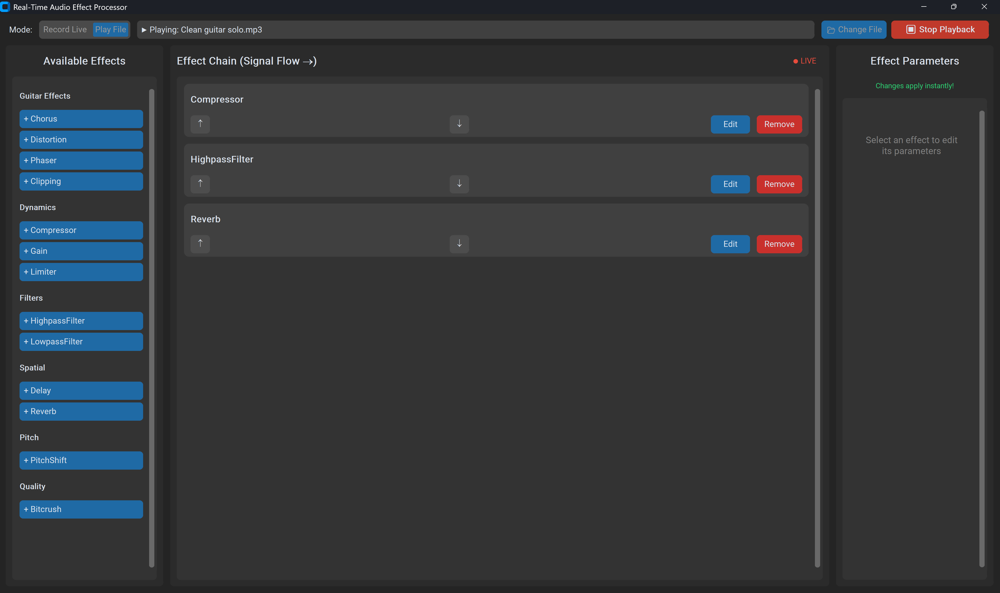 Real-Time Audio Effect Processor
Mode: Record Live Play File ▶ Playing: Clean guitar solo.mp3 Change File Stop Playback
Available Effects
Guitar Effects
+ Chorus
+ Distortion
+ Phaser
+ Clipping
Dynamics
+ Compressor
+ Gain
+ Limiter
Filters
+ HighpassFilter
+ LowpassFilter
Spatial
+ Delay
+ Reverb
Pitch
+ PitchShift
Quality
+ Bitcrush
Effect Chain (Signal Flow →) ● LIVE
Compressor
↑ ↓ Edit Remove
HighpassFilter
↑ ↓ Edit Remove
Reverb
↑ ↓ Edit Remove
Effect Parameters
Changes apply instantly!
Select an effect to edit
its parameters